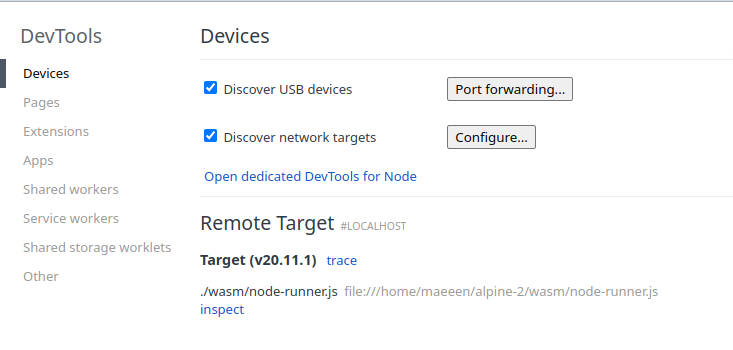 DevTools
Devices
Pages
Extensions
Apps
Shared workers
Service workers
Shared storage worklets
Other
Devices
Discover USB devices Port forwarding...
Discover network targets Configure...
Open dedicated DevTools for Node
Remote Target #LOCALHOST
Target (v20.11.1) trace
./wasm/node-runner.js file:///home/maeeen/alpine-2/wasm/node-runner.js
inspect